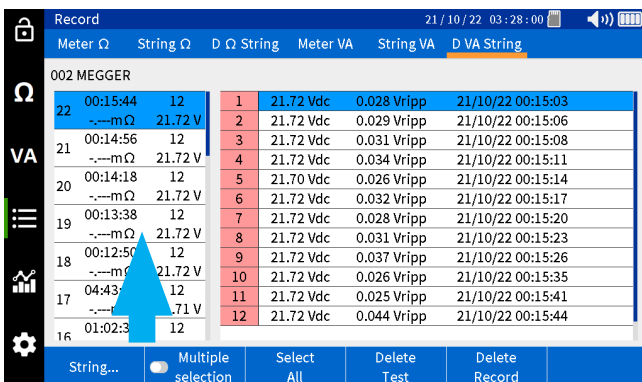 Record 21/10/22 03:28:00
Meter Ω String Ω D Ω String Meter VA String VA D VA String
002 MEGGER
Ω
VA
22 00:15:44 12
-.---mΩ 21.72 V
21 00:14:56 12
-.---mΩ 21.72 V
20 00:14:18 12
-.---mΩ 21.72 V
19 00:13:38 12
-.---mΩ 21.72 V
18 00:12:50 12
-.---mΩ 21.72 V
17 04:43: 12
.71 V
16 01:02:3 12
1 21.72 Vdc 0.028 Vripp 21/10/22 00:15:03
2 21.72 Vdc 0.029 Vripp 21/10/22 00:15:06
3 21.72 Vdc 0.031 Vripp 21/10/22 00:15:08
4 21.72 Vdc 0.034 Vripp 21/10/22 00:15:11
5 21.70 Vdc 0.026 Vripp 21/10/22 00:15:14
6 21.72 Vdc 0.032 Vripp 21/10/22 00:15:17
7 21.72 Vdc 0.028 Vripp 21/10/22 00:15:20
8 21.72 Vdc 0.031 Vripp 21/10/22 00:15:23
9 21.72 Vdc 0.037 Vripp 21/10/22 00:15:26
10 21.72 Vdc 0.026 Vripp 21/10/22 00:15:35
11 21.72 Vdc 0.025 Vripp 21/10/22 00:15:41
12 21.72 Vdc 0.044 Vripp 21/10/22 00:15:44
String...
Multiple
selection
Select
All
Delete
Test
Delete
Record